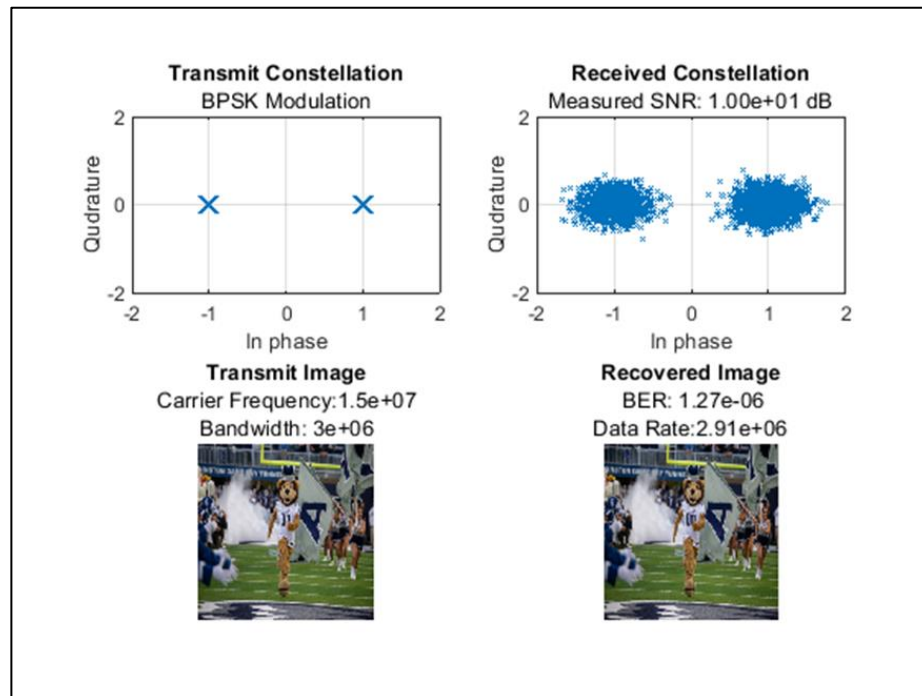 Transmit Constellation
BPSK Modulation
2
0
-2
Qudrature
-2
-1
0
1
2
In phase
Received Constellation
Measured SNR: 1.00e+01 dB
2
0
-2
Qudrature
-2
-1
0
1
2
In phase
Transmit Image
Carrier Frequency:1.5e+07
Bandwidth: 3e+06
A
Recovered Image
BER: 1.27e-06
Data Rate:2.91e+06
A